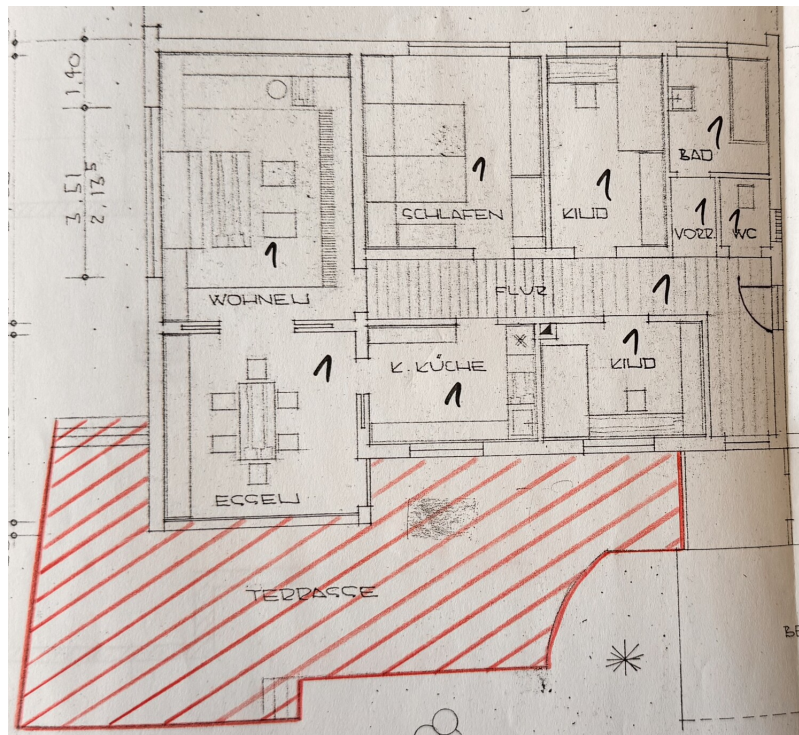 1,40
3,51
2,13⁵
1
BAD
1
SCHLAFEN
1
KIND
1
VORR.
1
WC
1
WOHNEN
FLUR
1
1
K. KÜCHE
1
1
KIND
ESSEN
TERRASSE